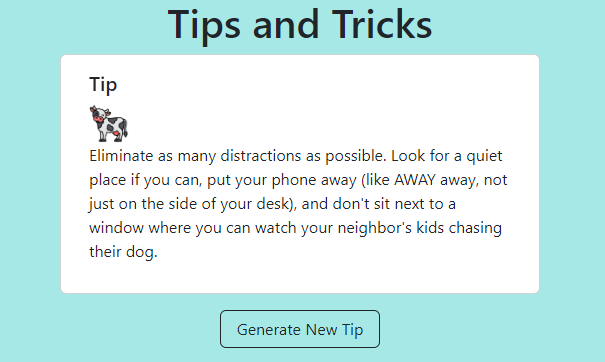 Tips and Tricks
Tip
Eliminate as many distractions as possible. Look for a quiet
place if you can, put your phone away (like AWAY away, not
just on the side of your desk), and don't sit next to a
window where you can watch your neighbor's kids chasing
their dog.
Generate New Tip